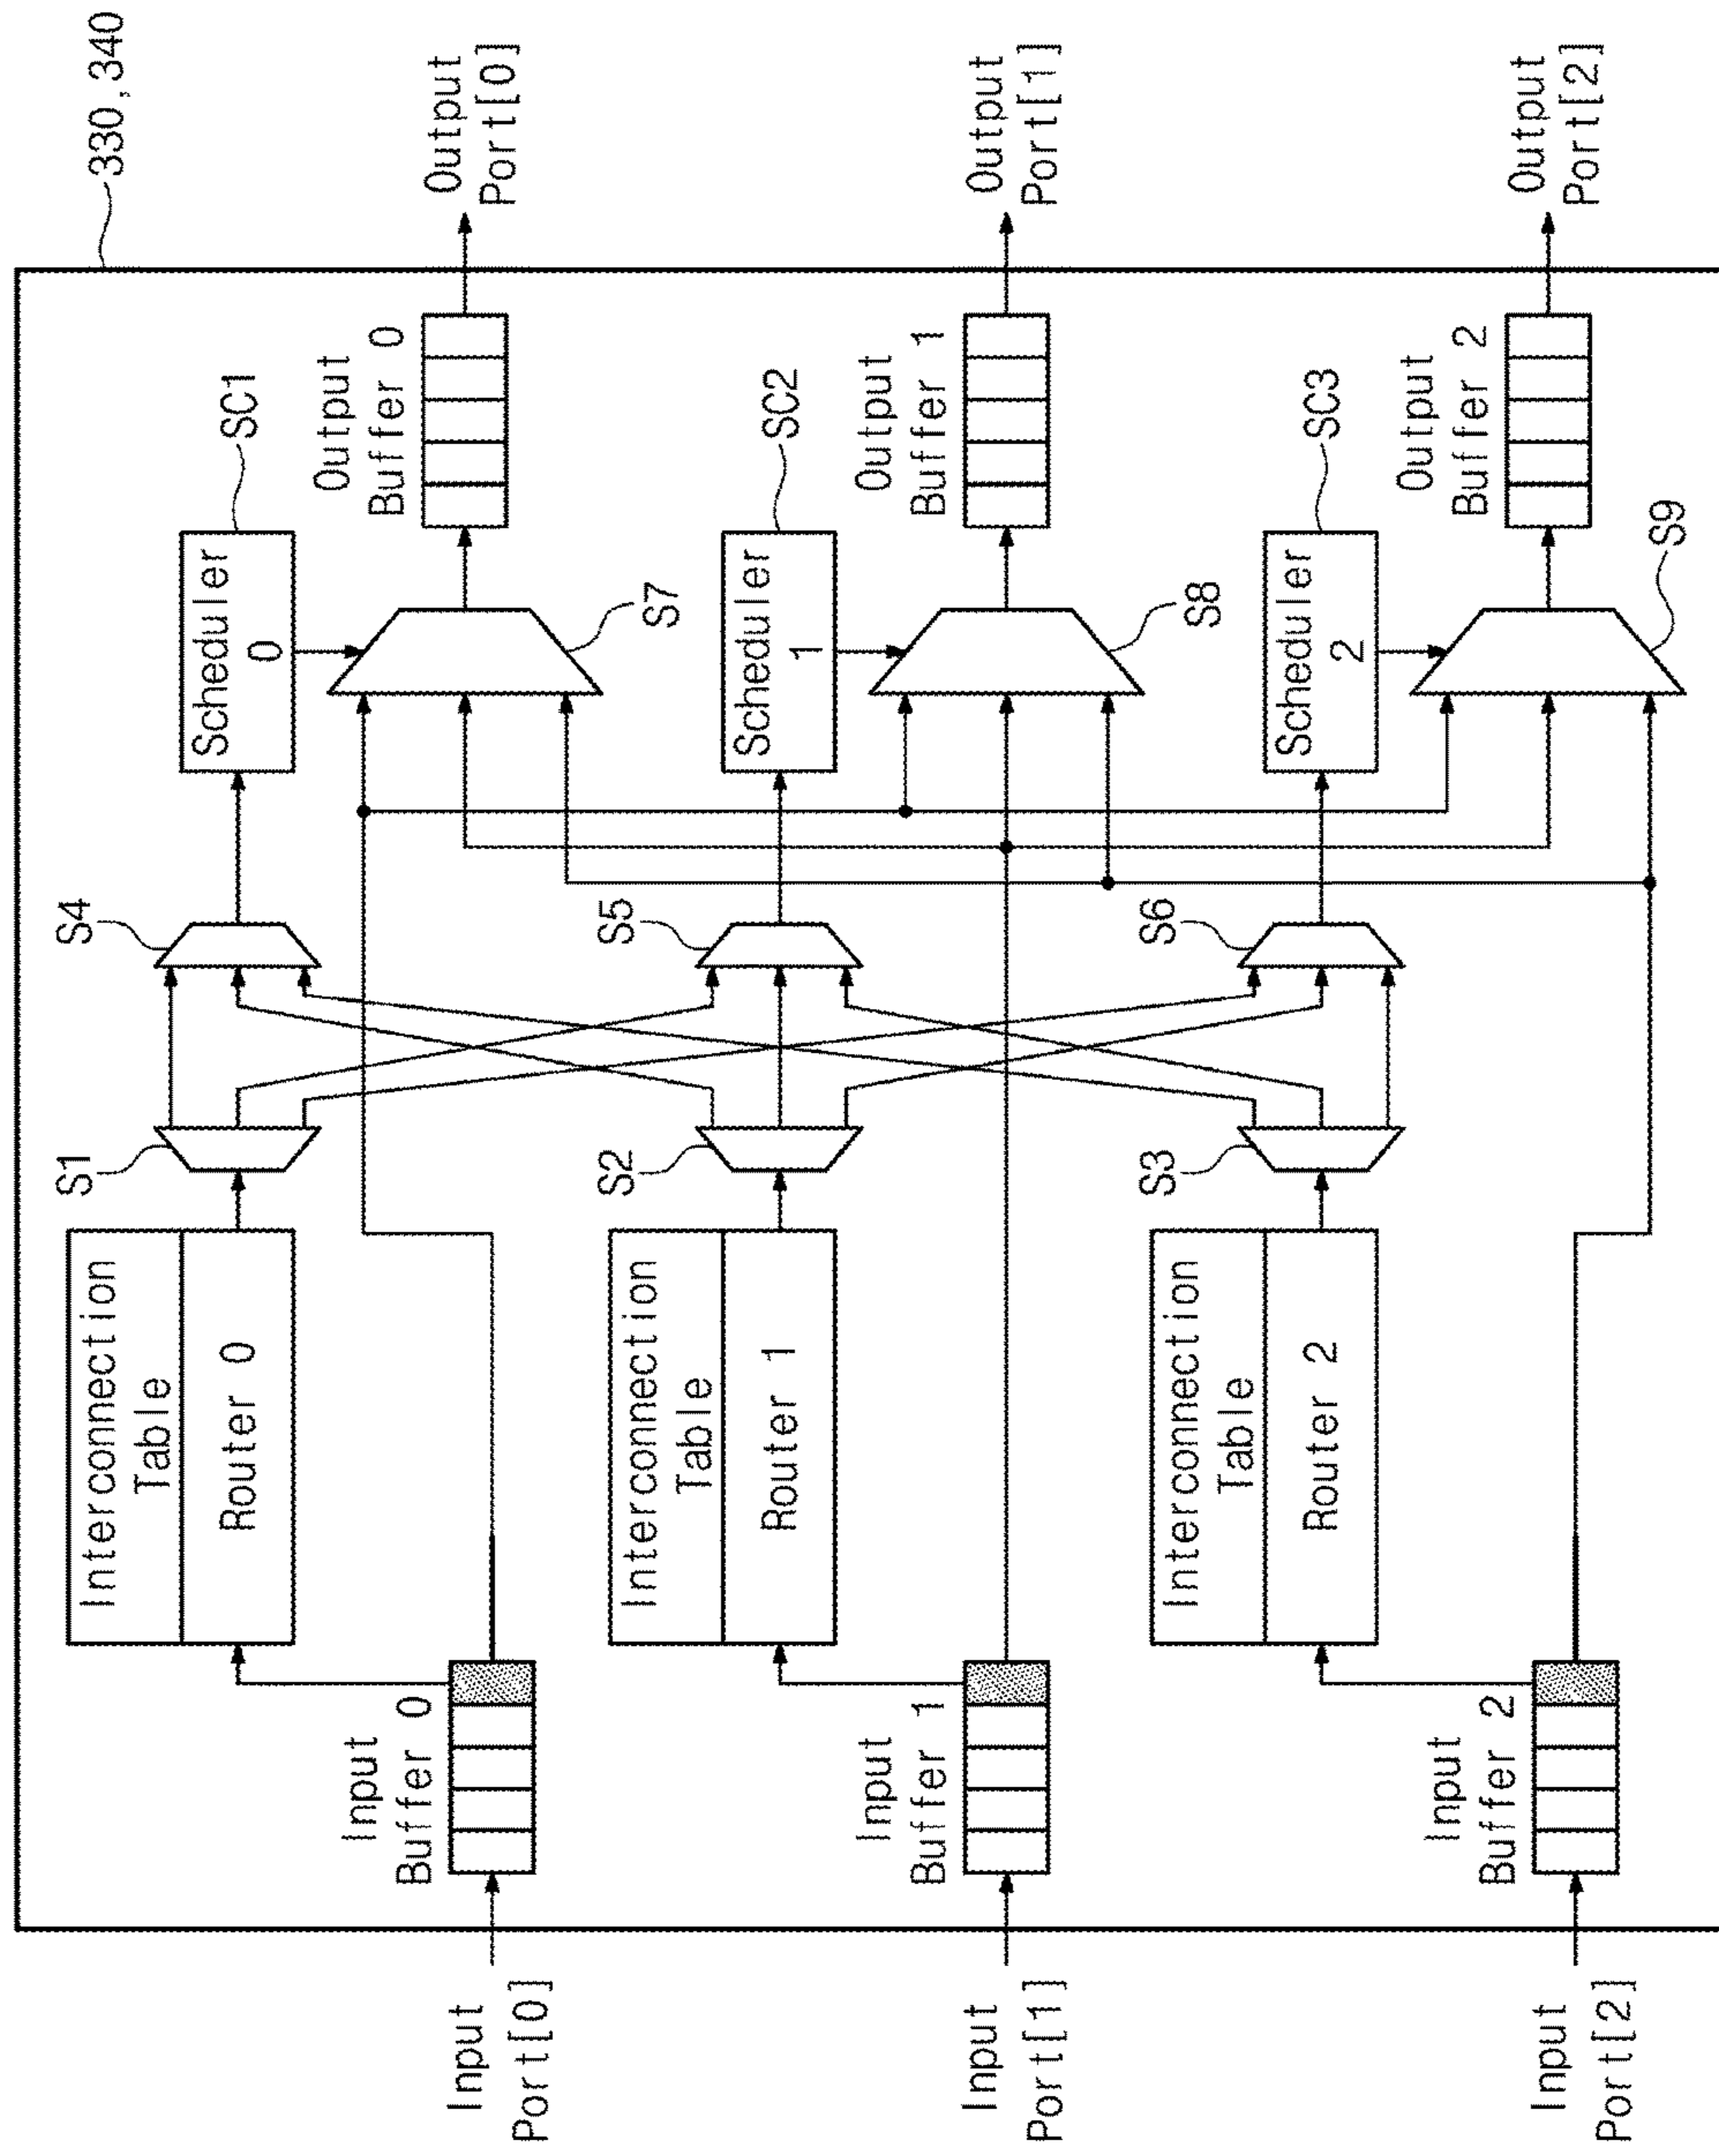 330,340
Input
Port[0]
Input
Buffer 0
Interconnection
Table
Router 0
S1
S4
Scheduler
0
SC1
S7
Output
Buffer 0
Output
Port[0]
Input
Port[1]
Input
Buffer 1
Interconnection
Table
Router 1
S2
S5
Scheduler
1
SC2
S8
Output
Buffer 1
Output
Port[1]
Input
Port[2]
Input
Buffer 2
Interconnection
Table
Router 2
S3
S6
Scheduler
2
SC3
S9
Output
Buffer 2
Output
Port[2]